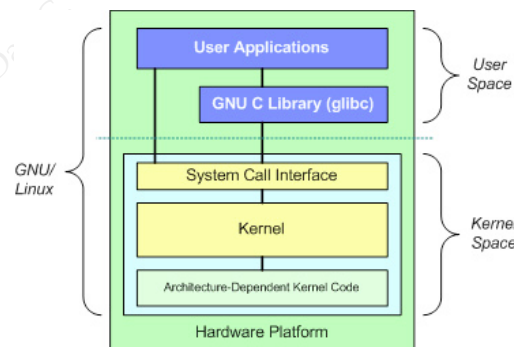 User Applications
User
Space
GNU C Library (glibc)
GNU/
Linux
System Call Interface
Kernel
Kernel
Space
Architecture-Dependent Kernel Code
Hardware Platform